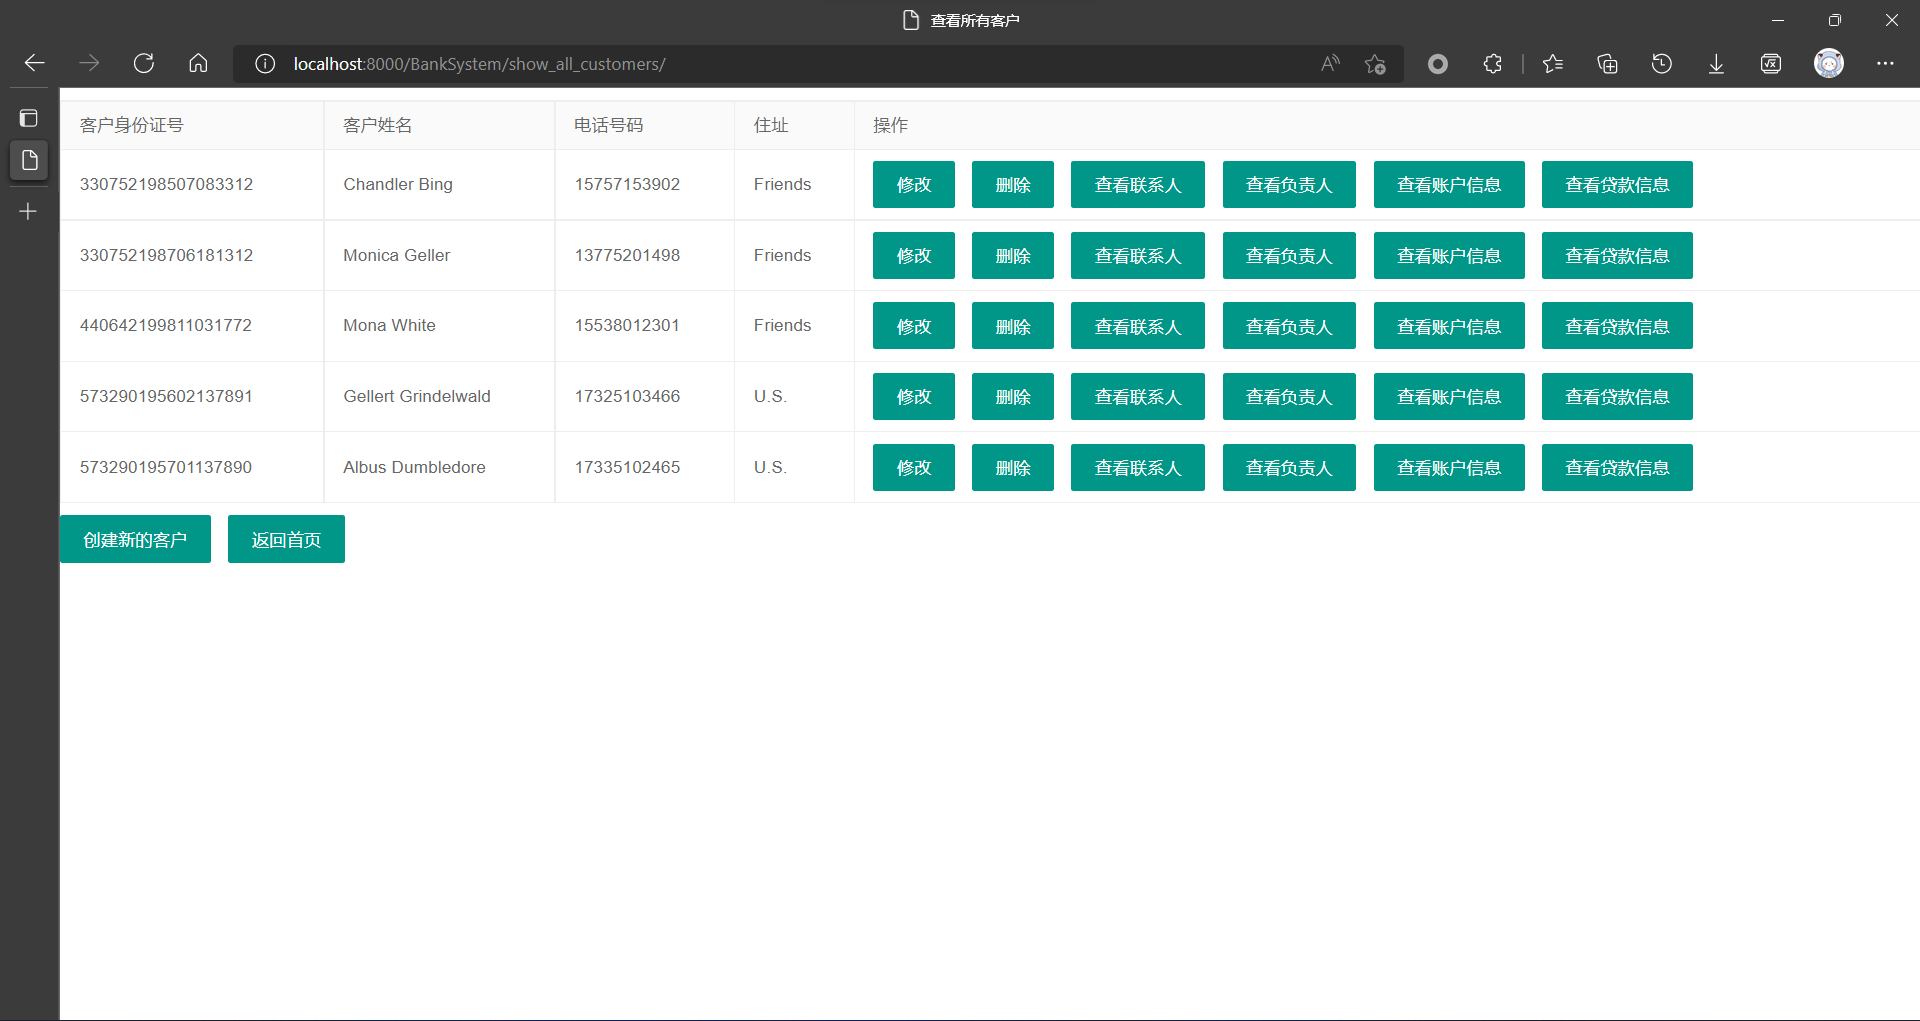 查看所有客户
localhost:8000/BankSystem/show_all_customers/
客户身份证号 客户姓名 电话号码 住址 操作
330752198507083312 Chandler Bing 15757153902 Friends 修改 删除 查看联系人 查看负责人 查看账户信息 查看贷款信息
330752198706181312 Monica Geller 13775201498 Friends 修改 删除 查看联系人 查看负责人 查看账户信息 查看贷款信息
440642199811031772 Mona White 15538012301 Friends 修改 删除 查看联系人 查看负责人 查看账户信息 查看贷款信息
573290195602137891 Gellert Grindelwald 17325103466 U.S. 修改 删除 查看联系人 查看负责人 查看账户信息 查看贷款信息
573290195701137890 Albus Dumbledore 17335102465 U.S. 修改 删除 查看联系人 查看负责人 查看账户信息 查看贷款信息
创建新的客户 返回首页